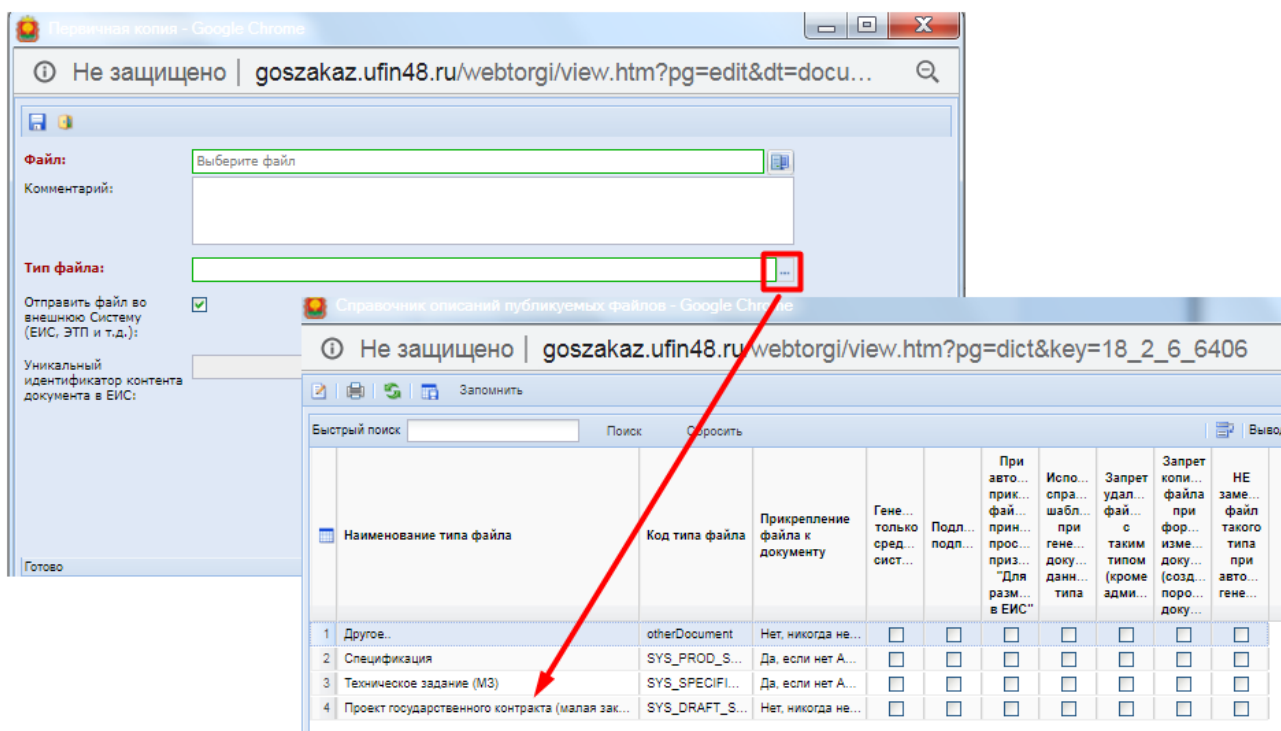 Первичная копия - Google Chrome
Не защищено | goszakaz.ufin48.ru/webtorgi/view.htm?pg=edit&dt=docu...
Файл:
Выберите файл
Комментарий:
Тип файла:
...
Отправить файл во
внешнюю Систему
(ЕИС, ЭТП и т.д.):
Уникальный
идентификатор контента
документа в ЕИС:
Готово
Справочник описаний публикуемых файлов - Google Chrome
Не защищено | goszakaz.ufin48.ru/webtorgi/view.htm?pg=dict&key=18_2_6_6406
Запомнить
Быстрый поиск
Поиск
Сбросить
Вывод
Наименование типа файла
Код типа файла
Прикрепление
файла к
документу
Гене...
только
сред...
сист...
Подл...
подп...
При
авто...
прик...
фай...
прин...
прос...
приз...
"Для
разм...
в ЕИС"
Испо...
спра...
шабл...
при
гене...
доку...
данн...
типа
Запрет
удал...
фай...
с
таким
типом
(кроме
адми...
Запрет
копи...
файла
при
фор...
изме...
доку...
(созд...
поро...
доку...
НЕ
заме...
файл
такого
типа
при
авто...
гене...
1 Другое.. otherDocument Нет, никогда не...
2 Спецификация SYS_PROD_S... Да, если нет А...
3 Техническое задание (МЗ) SYS_SPECIFI... Да, если нет А...
4 Проект государственного контракта (малая зак... SYS_DRAFT_S... Нет, никогда не...